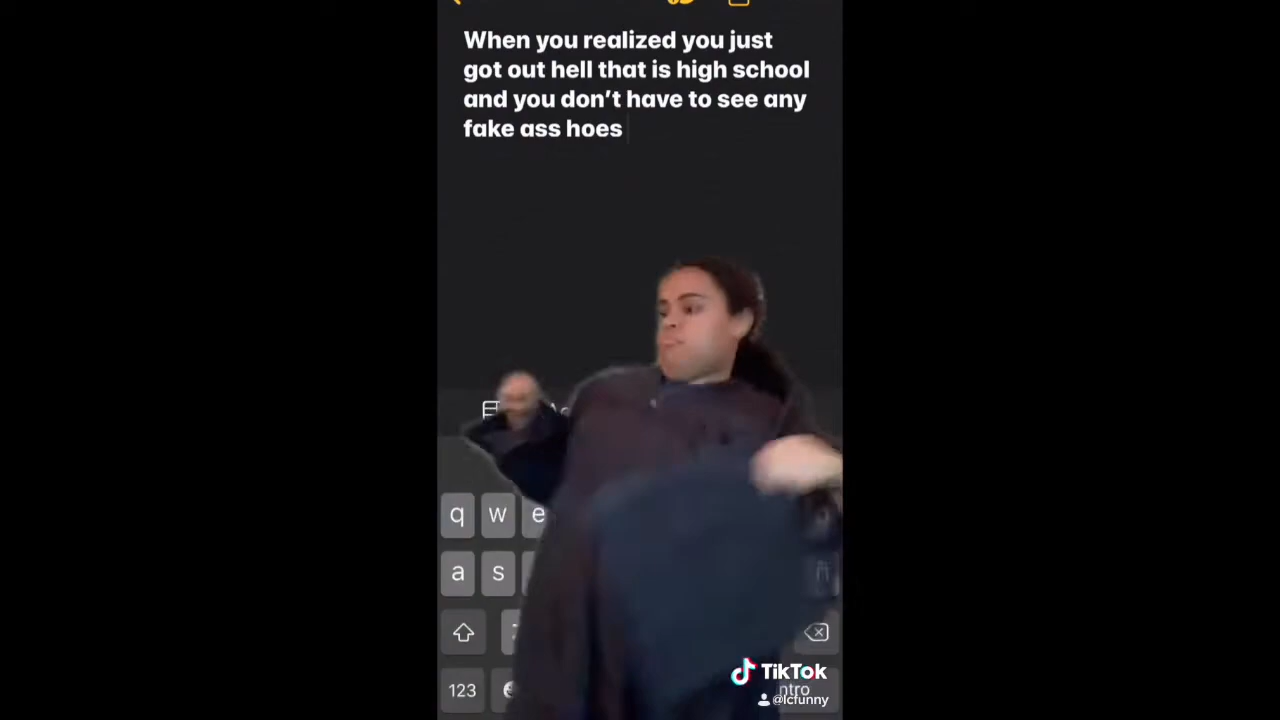 When you realized you just
got out hell that is high school
and you don’t have to see any
fake ass hoes
q w e
a s ñ
123
ntro
TikTok
@lcfunny